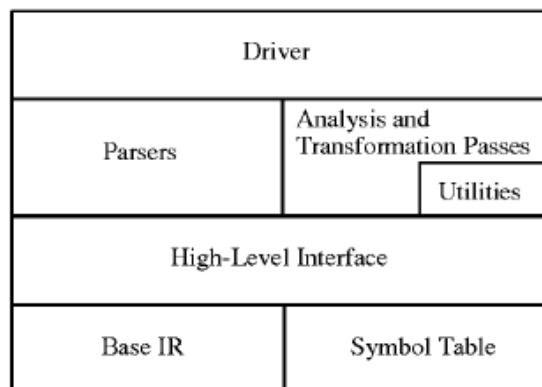 Driver
Parsers
Analysis and
Transformation Passes
Utilities
High-Level Interface
Base IR
Symbol Table